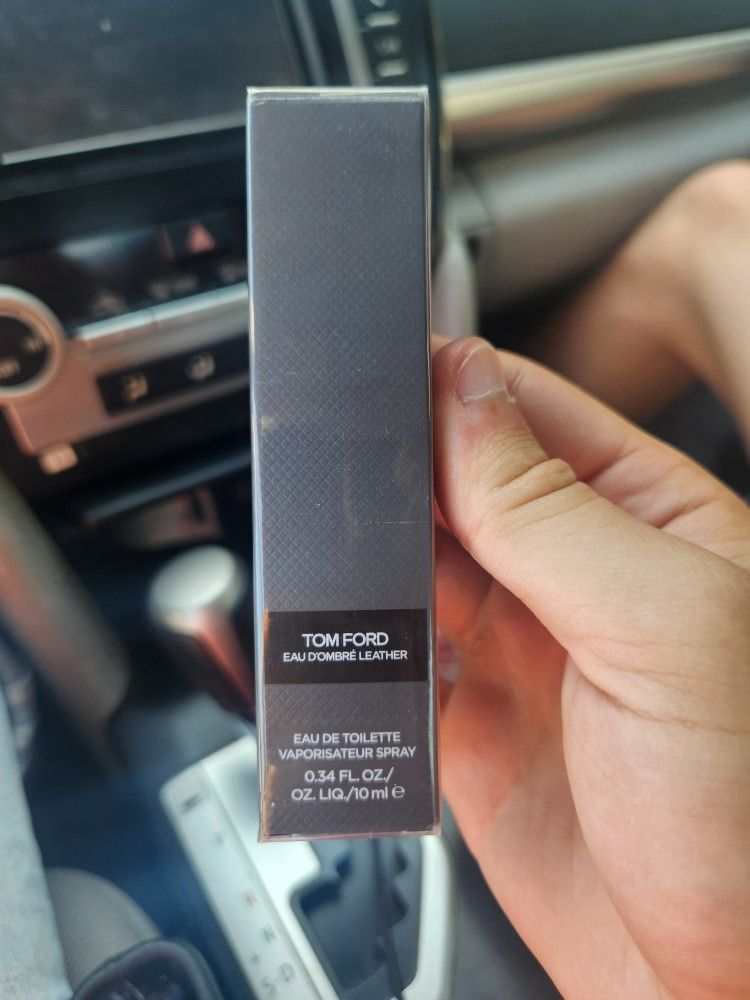 TOM FORD
EAU D'OMBRÉ LEATHER
EAU DE TOILETTE
VAPORISATEUR SPRAY
0.34 FL. OZ./
OZ. LIQ./10 ml ℮
S-D